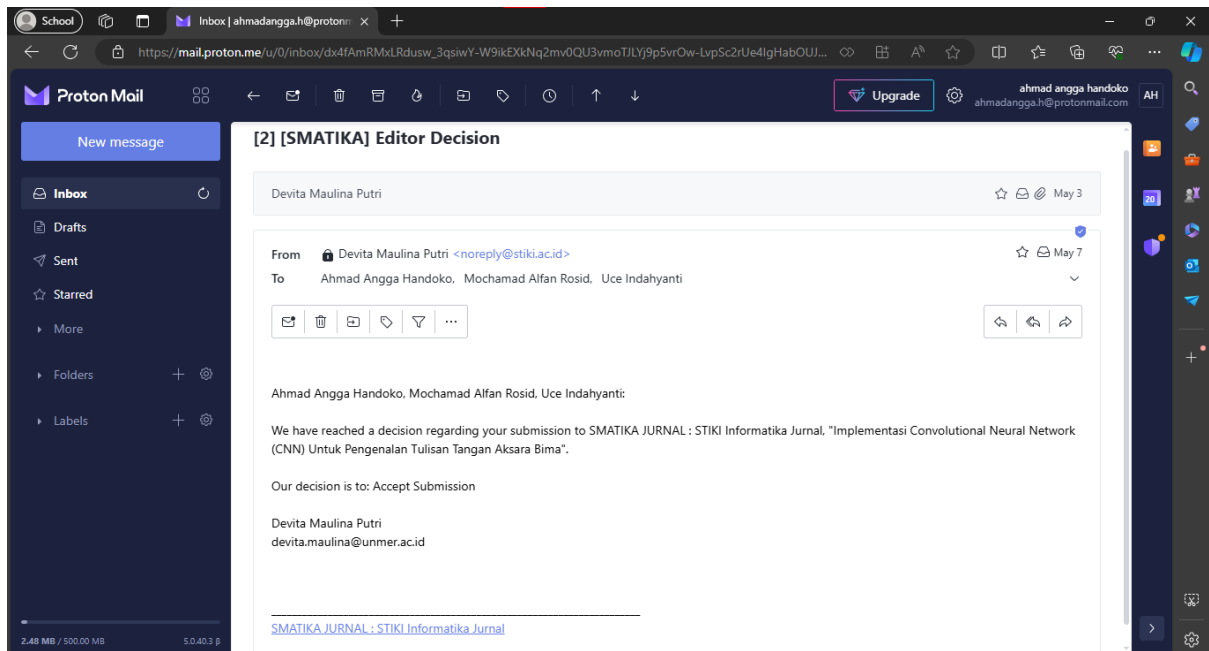 School
Inbox | ahmadangga.h@protonm
https://mail.proton.me/u/0/inbox/dx4fAmRMxLRdusw_3qsiwY-W9ikEXkNq2mv0QU3vmoTJLYj9p5vrOw-LvpSc2rUe4IgHabOUJ...
Proton Mail
Upgrade
ahmad angga handoko
ahmadangga.h@protonmail.com
AH
New message
Inbox
Drafts
Sent
Starred
More
Folders
Labels
2.48 MB / 500.00 MB
5.0.40.3 β
[2] [SMATIKA] Editor Decision
Devita Maulina Putri
May 3
From Devita Maulina Putri <noreply@stiki.ac.id>
May 7
To Ahmad Angga Handoko, Mochamad Alfan Rosid, Uce Indahyanti
Ahmad Angga Handoko, Mochamad Alfan Rosid, Uce Indahyanti:
We have reached a decision regarding your submission to SMATIKA JURNAL : STIKI Informatika Jurnal, "Implementasi Convolutional Neural Network
(CNN) Untuk Pengenalan Tulisan Tangan Aksara Bima".
Our decision is to: Accept Submission
Devita Maulina Putri
devita.maulina@unmer.ac.id
SMATIKA JURNAL : STIKI Informatika Jurnal
20